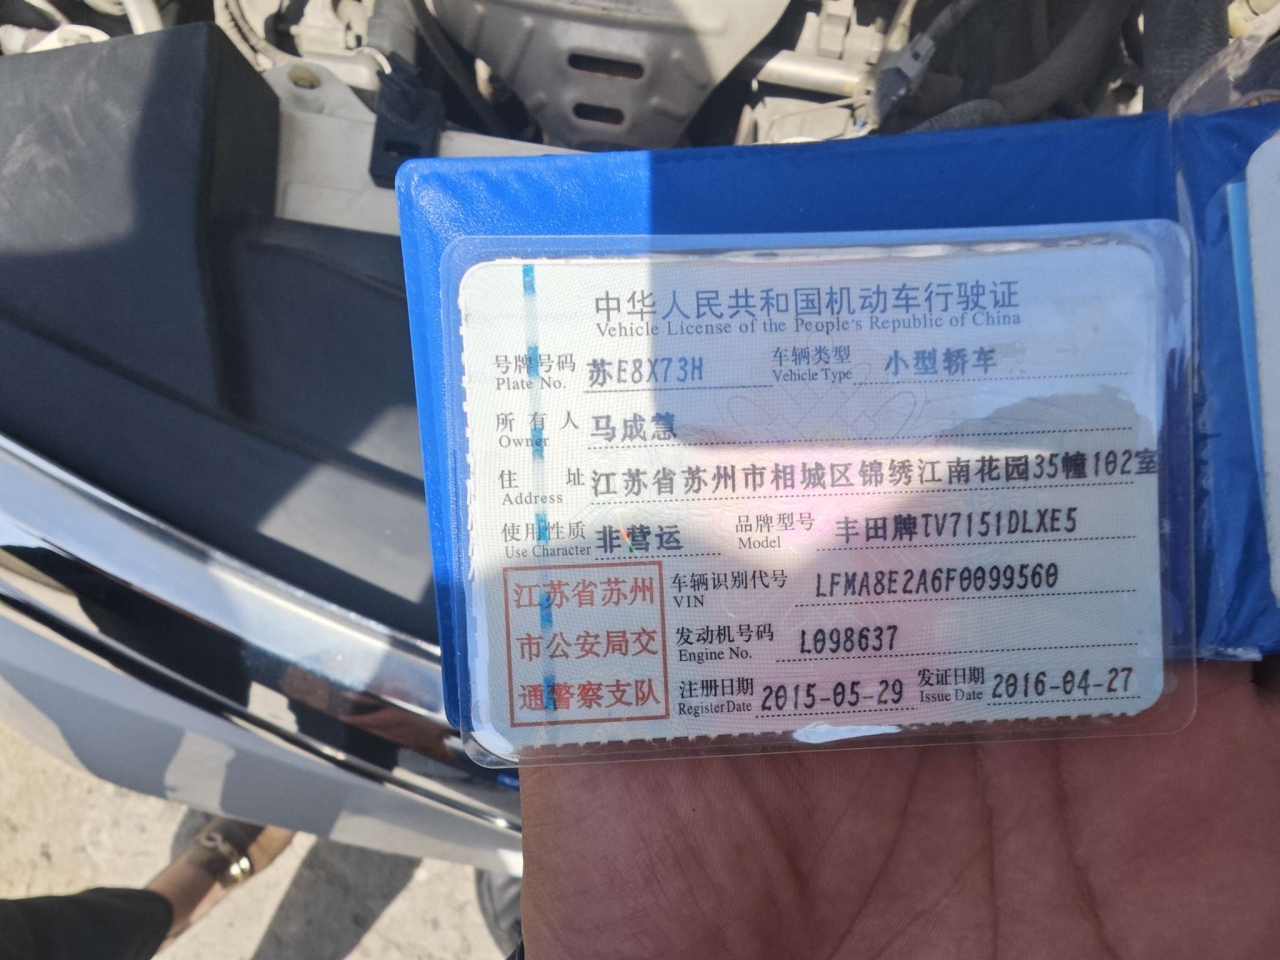 中华人民共和国机动车行驶证
Vehicle License of the People's Republic of China
号牌号码 苏E8X73H 车辆类型 小型轿车
Plate No. Vehicle Type
所有人 马成慧
Owner
住址 江苏省苏州市相城区锦绣江南花园35幢102室
Address
使用性质 非营运 品牌型号 丰田牌TV7151DLXE5
Use Character Model
江苏省苏州
市公安局交
通警察支队
车辆识别代号 LFMA8E2A6F0099560
VIN
发动机号码 L098637
Engine No.
注册日期 2015-05-29 发证日期 2016-04-27
Register Date Issue Date